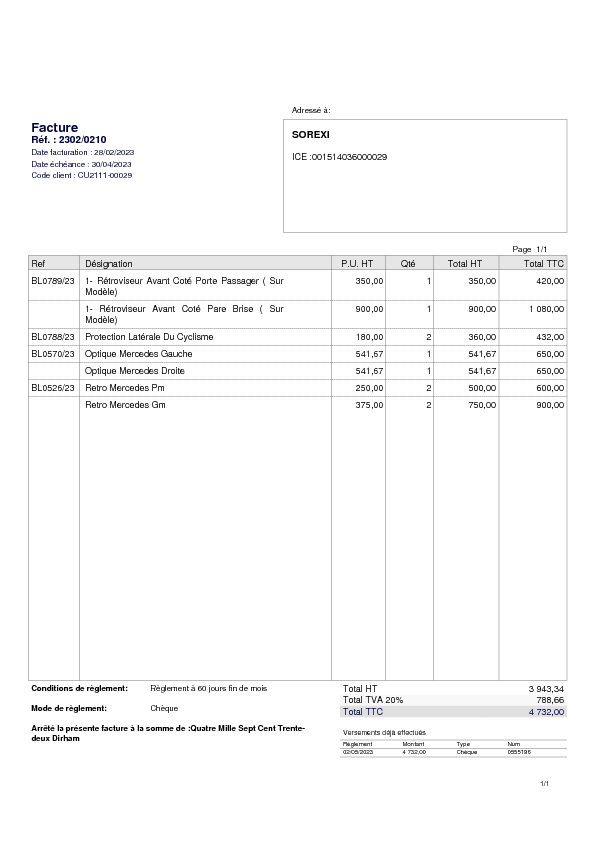 Adressé à:
Facture
Réf. : 2302/0210
Date facturation : 28/02/2023
Date échéance : 30/04/2023
Code client : CU2111-00029
SOREXI
ICE :001514036000029
Page 1/1
Ref Désignation P.U. HT Qté Total HT Total TTC
BL0789/23 1- Rétroviseur Avant Coté Porte Passager ( Sur 350,00 1 350,00 420,00
Modèle)
1- Rétroviseur Avant Coté Pare Brise ( Sur 900,00 1 900,00 1 080,00
Modèle)
BL0788/23 Protection Latérale Du Cyclisme 180,00 2 360,00 432,00
BL0570/23 Optique Mercedes Gauche 541,67 1 541,67 650,00
Optique Mercedes Droite 541,67 1 541,67 650,00
BL0526/23 Retro Mercedes Pm 250,00 2 500,00 600,00
Retro Mercedes Gm 375,00 2 750,00 900,00
Conditions de règlement: Règlement à 60 jours fin de mois
Mode de règlement: Chèque
Arrêté la présente facture à la somme de :Quatre Mille Sept Cent Trente-
deux Dirham
Total HT 3 943,34
Total TVA 20% 788,66
Total TTC 4 732,00
Versements déjà effectués
Règlement Montant Type Num
02/05/2023 4 732,00 Chèque 0555196
1/1